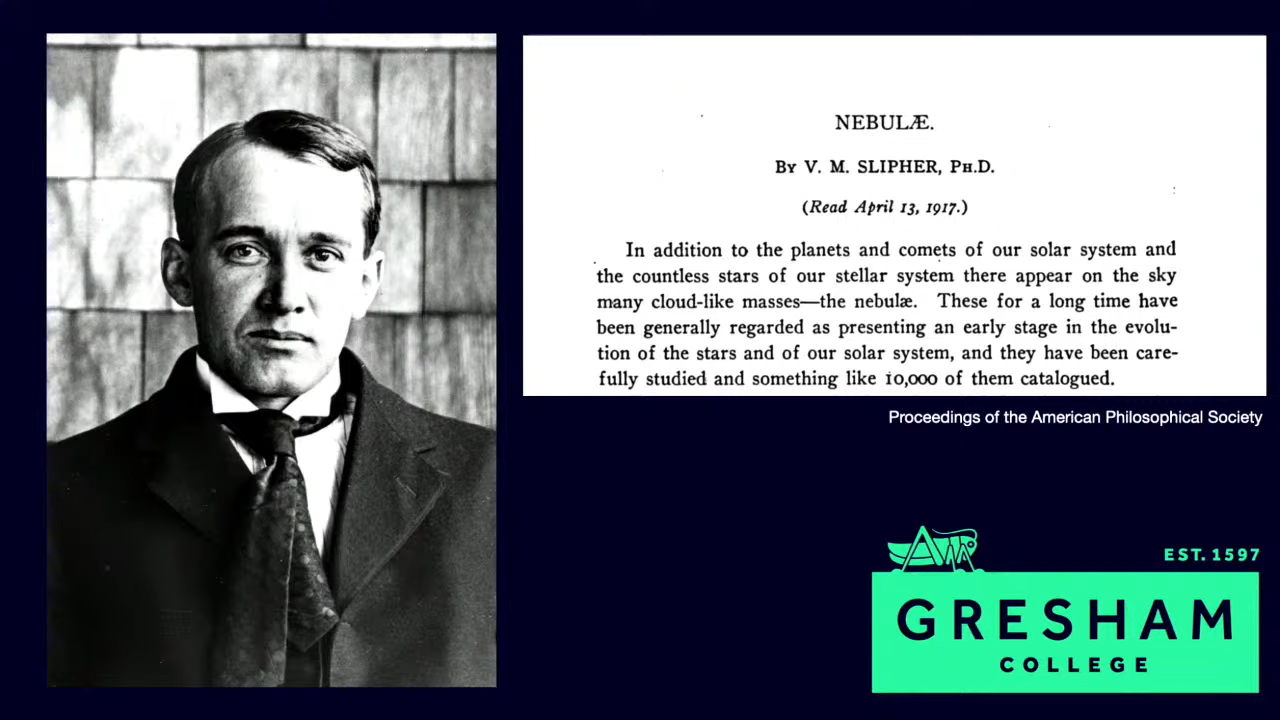 NEBULÆ.
By V. M. SLIPHER, Ph.D.
(Read April 13, 1917.)
In addition to the planets and comets of our solar system and
the countless stars of our stellar system there appear on the sky
many cloud-like masses—the nebulæ. These for a long time have
been generally regarded as presenting an early stage in the evolu-
tion of the stars and of our solar system, and they have been care-
fully studied and something like 10,000 of them catalogued.
Proceedings of the American Philosophical Society
EST. 1597
GRESHAM
COLLEGE